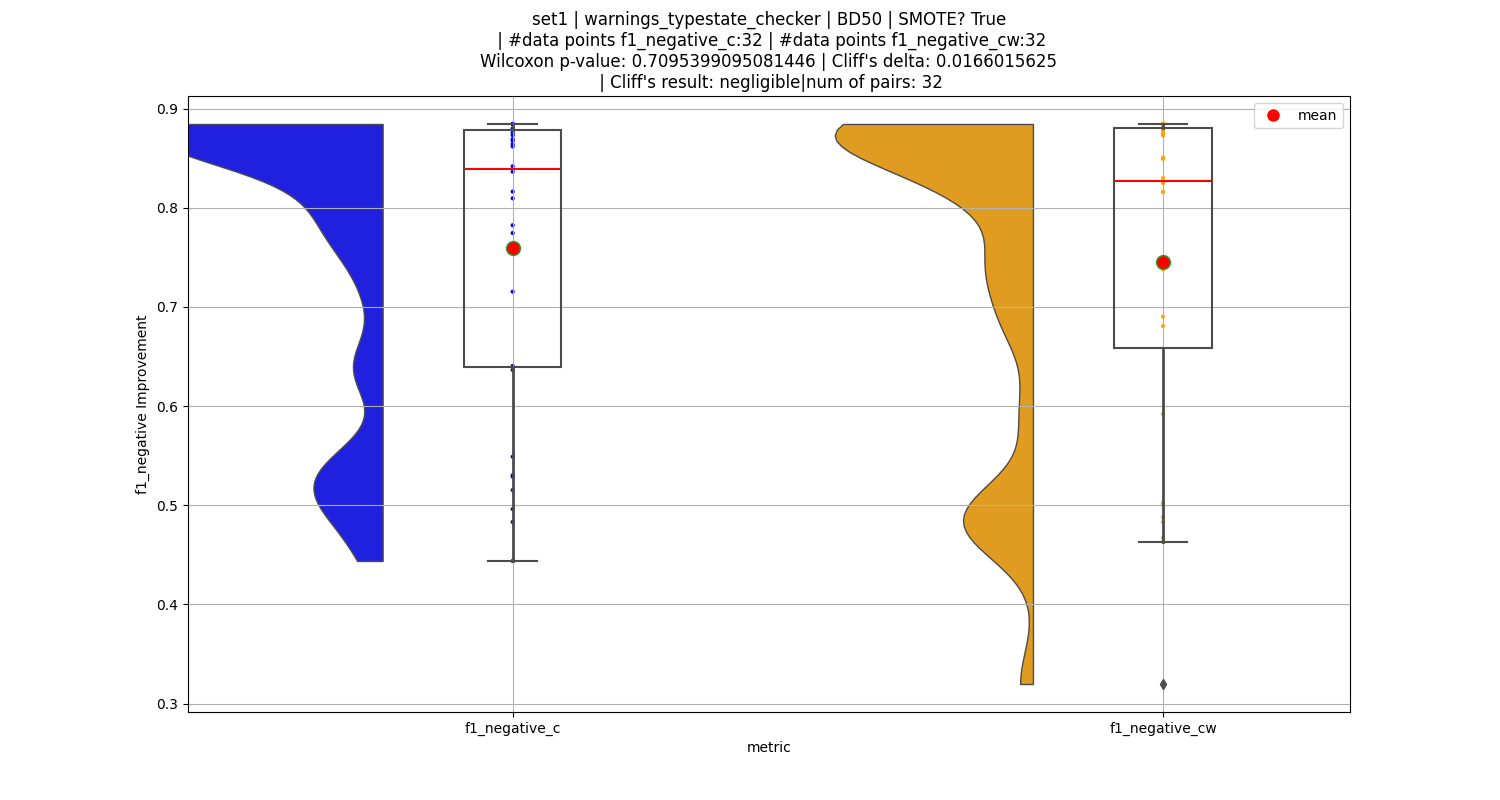 set1 | warnings_typestate_checker | BD50 | SMOTE? True
| #data points f1_negative_c:32 | #data points f1_negative_cw:32
Wilcoxon p-value: 0.7095399095081446 | Cliff's delta: 0.0166015625
| Cliff's result: negligible|num of pairs: 32
mean
0.9
0.8
0.7
0.6
0.5
0.4
0.3
f1_negative Improvement
f1_negative_c
f1_negative_cw
metric